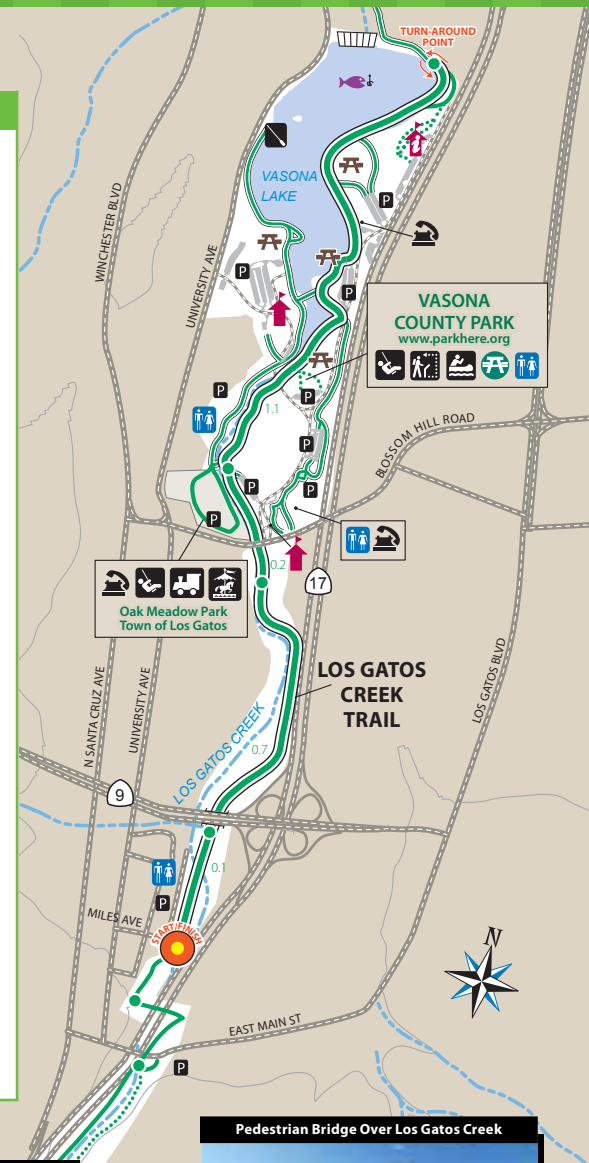 TURN-AROUND
POINT
VASONA
LAKE
WINCHESTER BLVD
UNIVERSITY AVE
P
P
P
VASONA
COUNTY PARK
www.parkhere.org
P
P
1.1
P
BLOSSOM HILL ROAD
P
P
P
0.2
17
Oak Meadow Park
Town of Los Gatos
N SANTA CRUZ AVE
UNIVERSITY AVE
LOS GATOS
CREEK
TRAIL
LOS GATOS BLVD
LOS GATOS CREEK
0.7
9
0.1
P
MILES AVE
START/FINISH
N
EAST MAIN ST
P
Pedestrian Bridge Over Los Gatos Creek